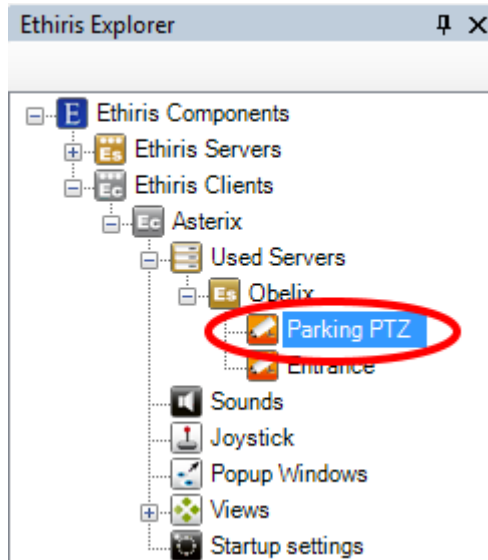 Ethiris Explorer
E Ethiris Components
Es Ethiris Servers
Ec Ethiris Clients
Ec Asterix
Used Servers
Es Obelix
Parking PTZ
Entrance
Sounds
Joystick
Popup Windows
Views
Startup settings